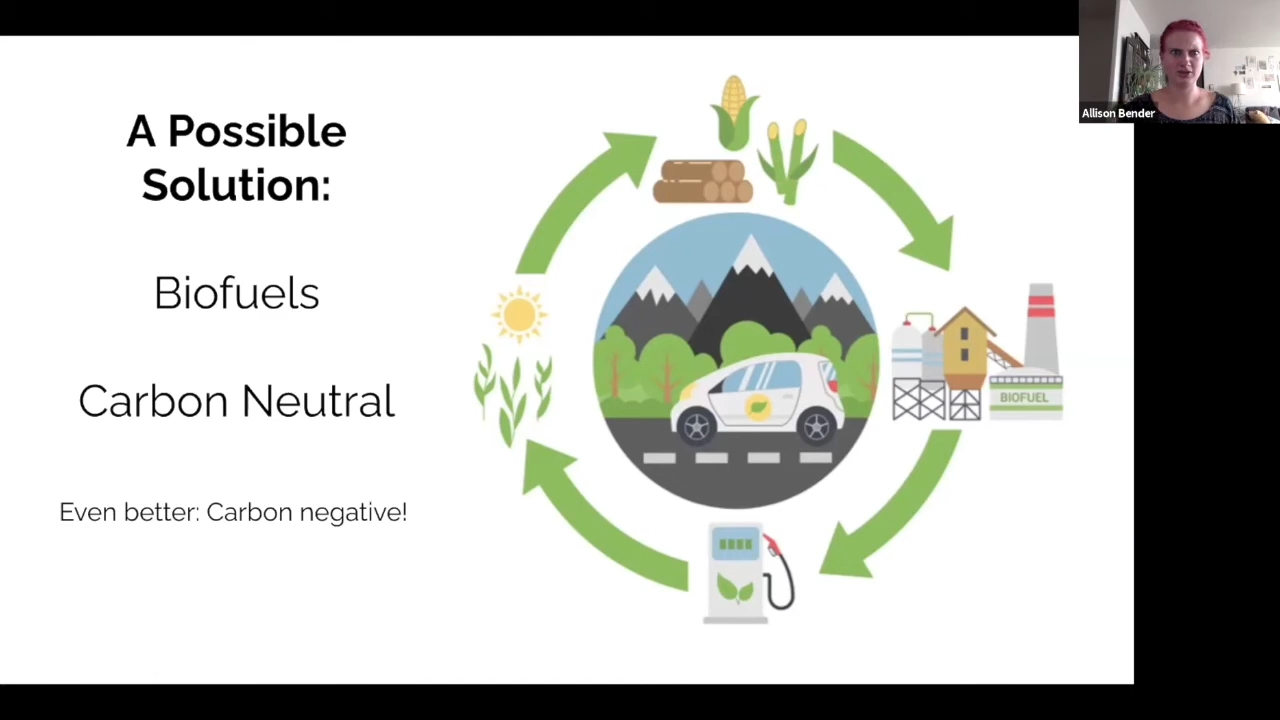 A Possible
Solution:
Biofuels
Carbon Neutral
Even better: Carbon negative!
BIOFUEL
Allison Bender